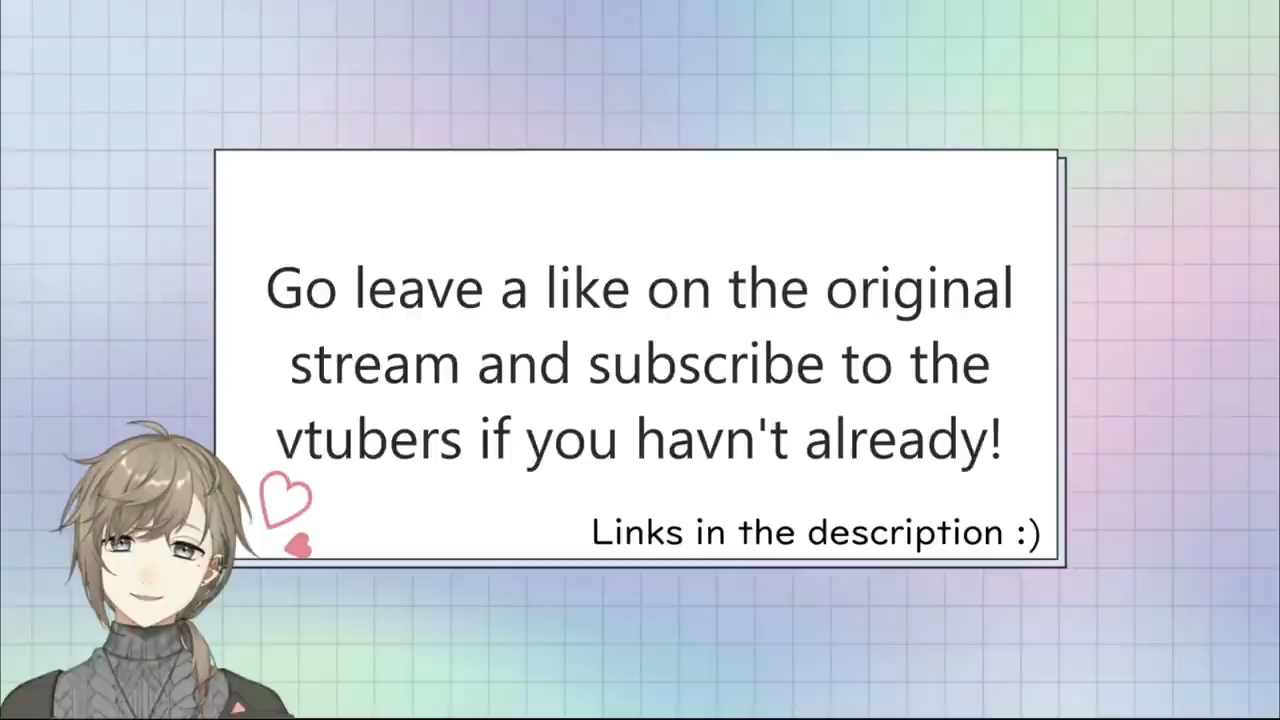 Go leave a like on the original
stream and subscribe to the
vtubers if you havn't already!
Links in the description :)